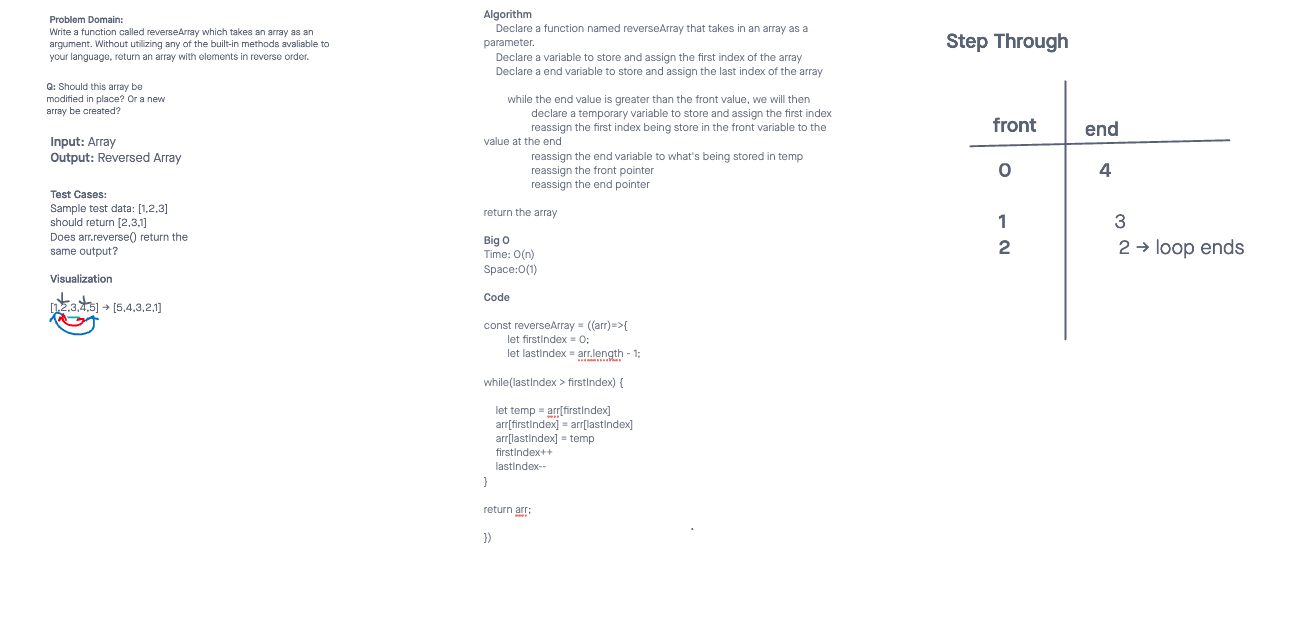 Problem Domain:
Write a function called reverseArray which takes an array as an
argument. Without utilizing any of the built-in methods avaliable to
your language, return an array with elements in reverse order.
Q: Should this array be
modified in place? Or a new
array be created?
Input: Array
Output: Reversed Array
Test Cases:
Sample test data: [1,2,3]
should return [2,3,1]
Does arr.reverse() return the
same output?
Visualization
[1,2,3,4,5] → [5,4,3,2,1]
Algorithm
Declare a function named reverseArray that takes in an array as a
parameter.
Declare a variable to store and assign the first index of the array
Declare a end variable to store and assign the last index of the array
while the end value is greater than the front value, we will then
declare a temporary variable to store and assign the first index
reassign the first index being store in the front variable to the
value at the end
reassign the end variable to what's being stored in temp
reassign the front pointer
reassign the end pointer
return the array
Big O
Time: O(n)
Space:O(1)
Code
const reverseArray = ((arr)=>{
let firstIndex = 0;
let lastIndex = arr.length - 1;
while(lastIndex > firstIndex) {
let temp = arr[firstIndex]
arr[firstIndex] = arr[lastIndex]
arr[lastIndex] = temp
firstIndex++
lastIndex--
}
return arr;
})
Step Through
front end
0 4
1 3
2 2 → loop ends